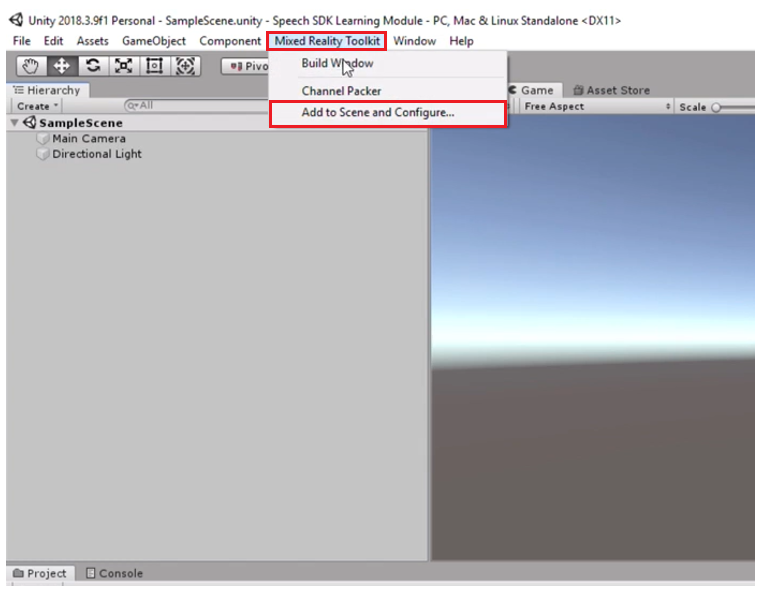 Unity 2018.3.9f1 Personal - SampleScene.unity - Speech SDK Learning Module - PC, Mac & Linux Standalone <DX11>
File Edit Assets GameObject Component Mixed Reality Toolkit Window Help
Pivo
Build Window
Channel Packer
Add to Scene and Configure...
Hierarchy
Create All
SampleScene
Main Camera
Directional Light
Game Asset Store
Free Aspect Scale
Project Console